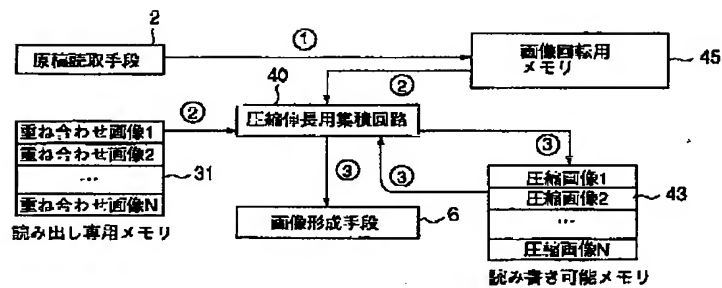 2
原稿読取手段
①
画像回転用
メモリ
45
40
②
圧縮伸長用集積回路
重ね合わせ画像1
重ね合わせ画像2
…
重ね合わせ画像N
②
31
読み出し専用メモリ
③
③
③
画像形成手段
6
圧縮画像1
圧縮画像2
…
圧縮画像N
43
読み書き可能メモリ